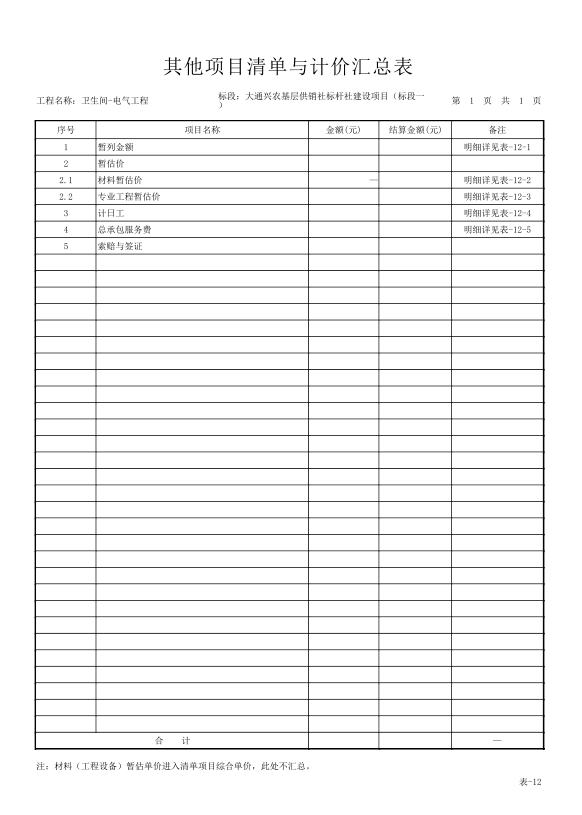 其他项目清单与计价汇总表
工程名称：卫生间-电气工程 标段：大通兴农基层供销社标杆社建设项目（标段一） 第 1 页 共 1 页
序号 项目名称 金额(元) 结算金额(元) 备注
1 暂列金额 明细详见表-12-1
2 暂估价
2.1 材料暂估价 — 明细详见表-12-2
2.2 专业工程暂估价 明细详见表-12-3
3 计日工 明细详见表-12-4
4 总承包服务费 明细详见表-12-5
5 索赔与签证
合 计 —
注：材料（工程设备）暂估单价进入清单项目综合单价，此处不汇总。
表-12